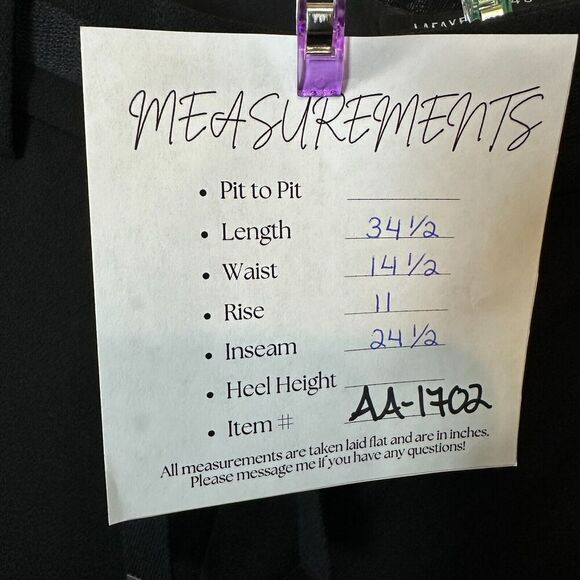 MEASUREMENTS
• Pit to Pit
• Length 34 1/2
• Waist 14 1/2
• Rise 11
• Inseam 24 1/2
• Heel Height
• Item # AA-1702
All measurements are taken laid flat and are in inches.
Please message me if you have any questions!